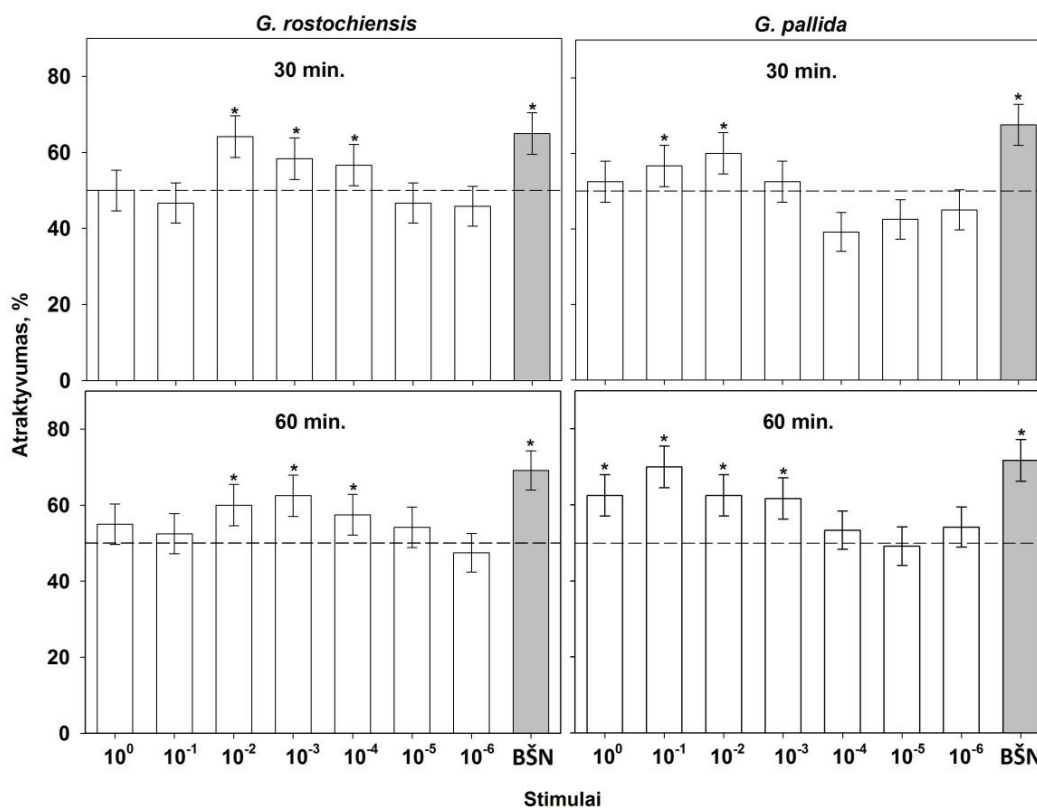 G. rostochiensis
G. pallida
30 min.
30 min.
80
60
40
20
0
* * * *
* * * *
60 min.
60 min.
80
60
40
20
0
* * * *
* * * * *
Atraktyvumas, %
10⁰ 10⁻¹ 10⁻² 10⁻³ 10⁻⁴ 10⁻⁵ 10⁻⁶ BŠN
10⁰ 10⁻¹ 10⁻² 10⁻³ 10⁻⁴ 10⁻⁵ 10⁻⁶ BŠN
Stimulai